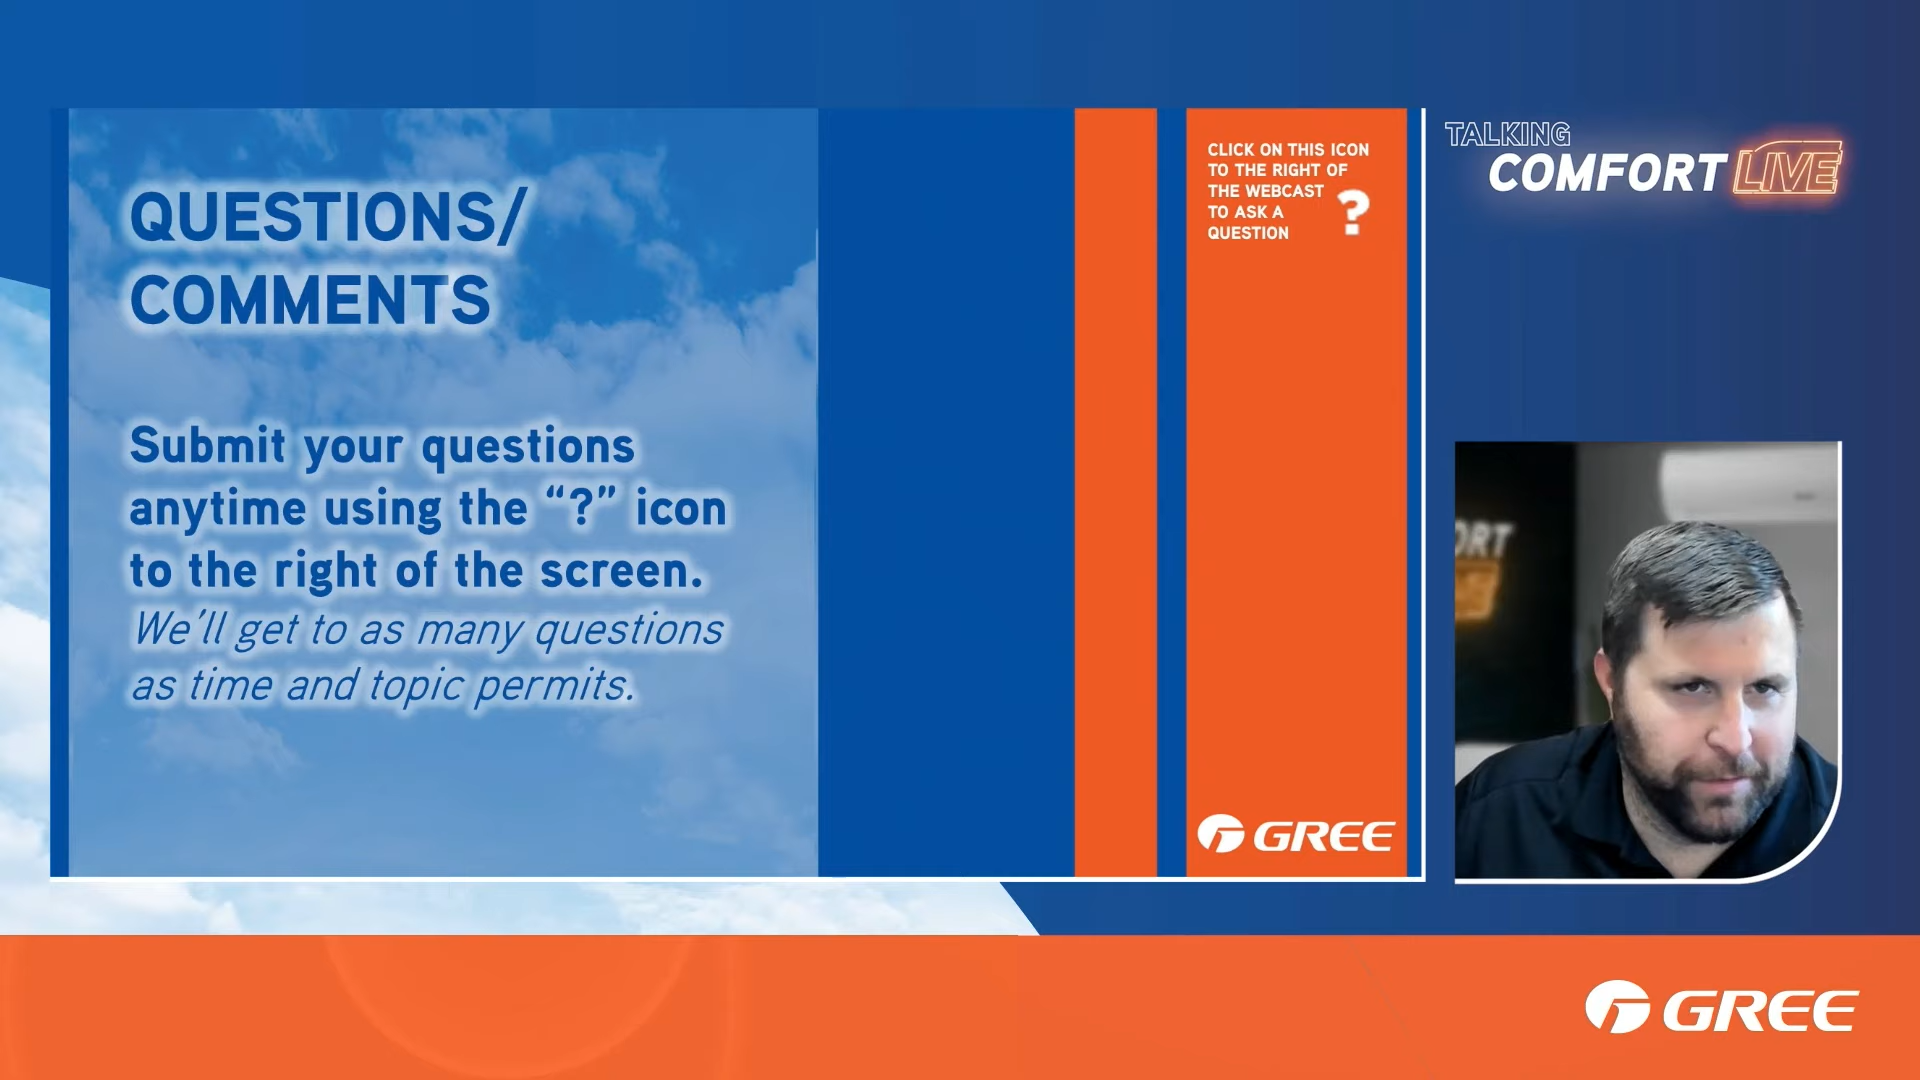 QUESTIONS/
COMMENTS
Submit your questions
anytime using the “?” icon
to the right of the screen.
We’ll get to as many questions
as time and topic permits.
CLICK ON THIS ICON
TO THE RIGHT OF
THE WEBCAST
TO ASK A
QUESTION
?
GREE
TALKING
COMFORT LIVE
ORT
GREE